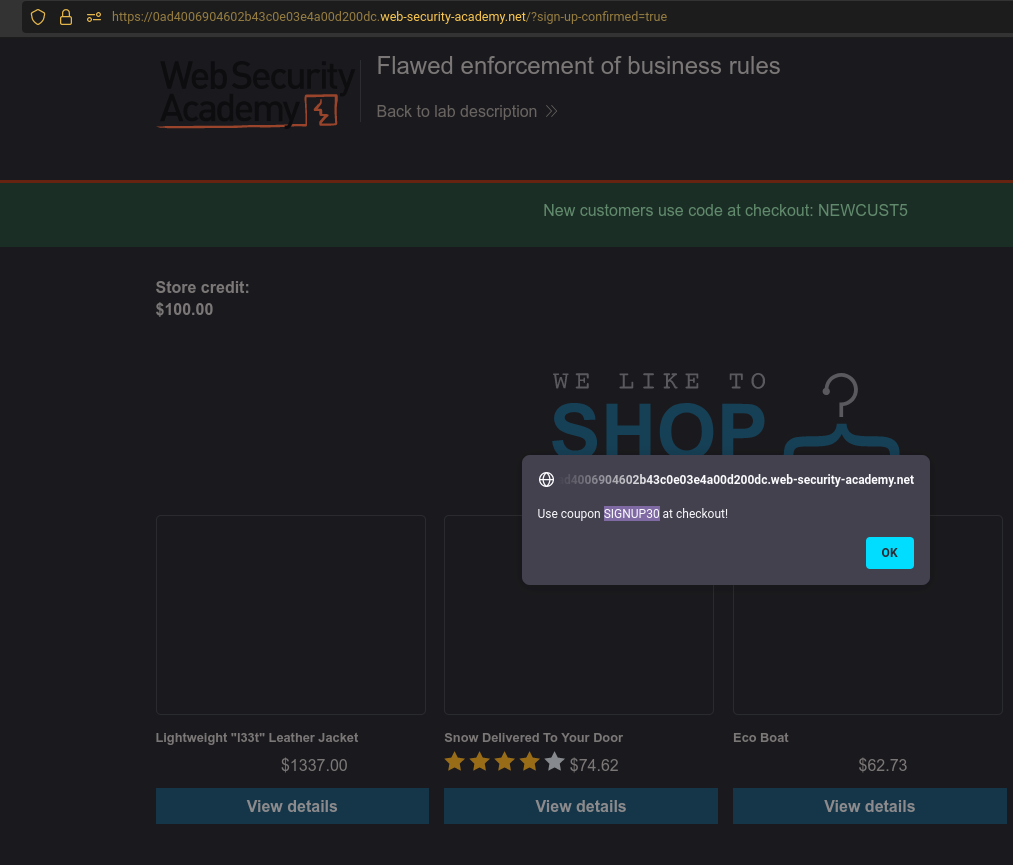 https://0ad4006904602b43c0e03e4a00d200dc.web-security-academy.net/?sign-up-confirmed=true
WebSecurity
Academy
Flawed enforcement of business rules
Back to lab description
New customers use code at checkout: NEWCUST5
Store credit:
$100.00
WE LIKE TO
SHOP
d4006904602b43c0e03e4a00d200dc.web-security-academy.net
Use coupon SIGNUP30 at checkout!
OK
Lightweight "l33t" Leather Jacket
$1337.00
View details
Snow Delivered To Your Door
$74.62
View details
Eco Boat
$62.73
View details